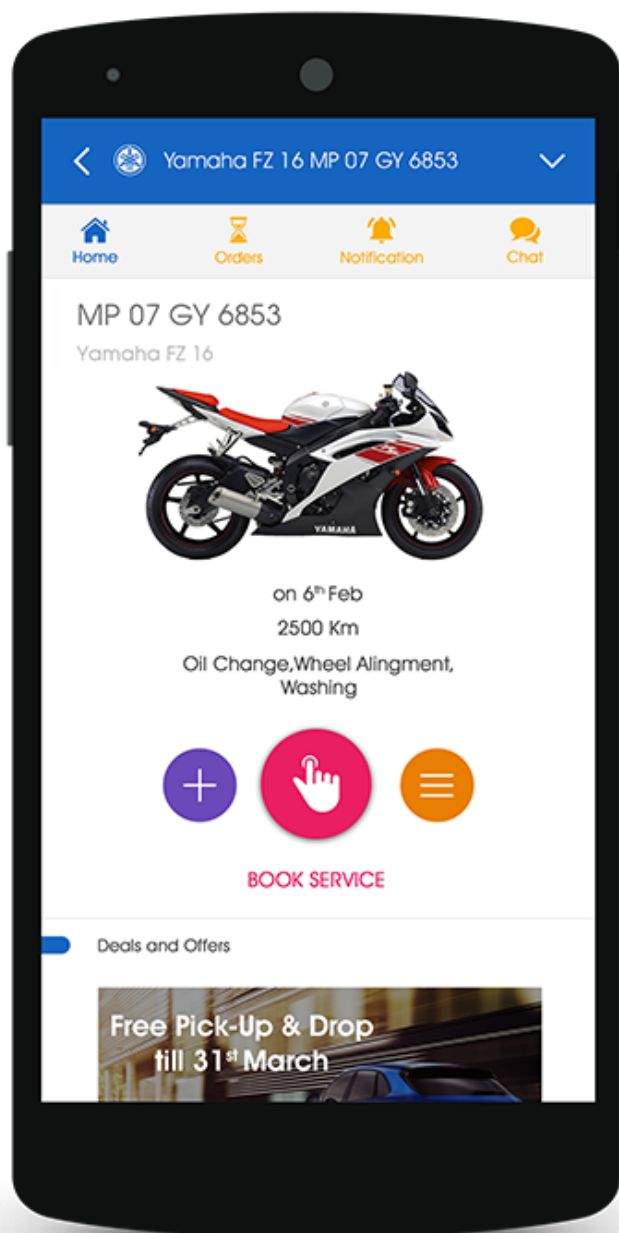 Yamaha FZ 16 MP 07 GY 6853
Home Orders Notification Chat
MP 07 GY 6853
Yamaha FZ 16
YAMAHA
on 6th Feb
2500 Km
Oil Change,Wheel Alingment,
Washing
BOOK SERVICE
Deals and Offers
Free Pick-Up & Drop
till 31st March